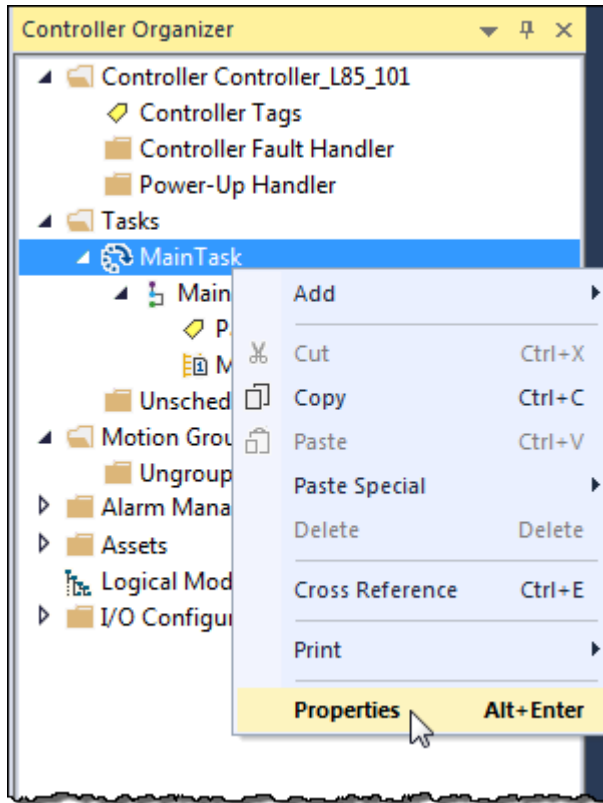 Controller Organizer
Controller Controller_L85_101
Controller Tags
Controller Fault Handler
Power-Up Handler
Tasks
MainTask
Main
P
M
Unsched
Motion Grou
Ungroup
Alarm Mana
Assets
Logical Mod
I/O Configu
Add
Cut Ctrl+X
Copy Ctrl+C
Paste Ctrl+V
Paste Special
Delete Delete
Cross Reference Ctrl+E
Print
Properties Alt+Enter